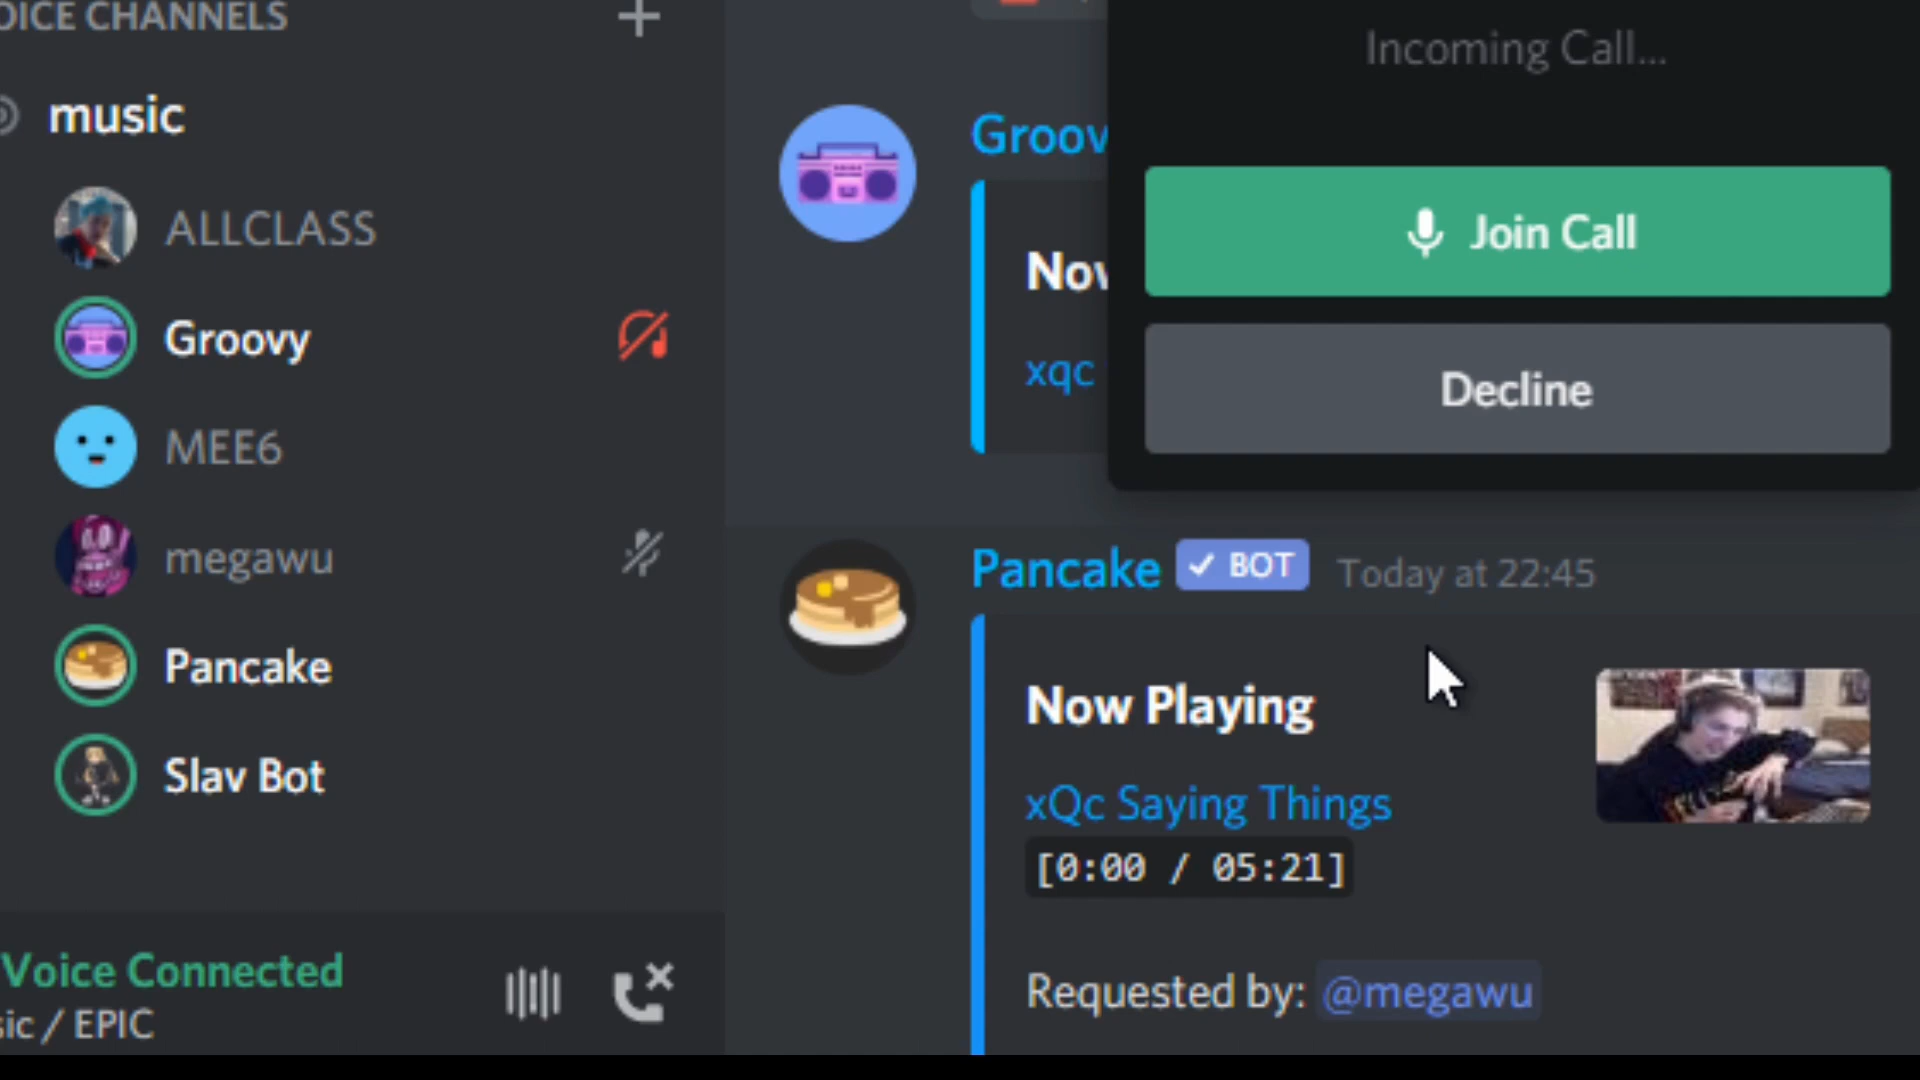 OICE CHANNELS
music
ALLCLASS
Groovy
MEE6
megawu
Pancake
Slav Bot
Voice Connected
sic / EPIC
Groov
Nov
xqc
Incoming Call...
Join Call
Decline
Pancake ✓ BOT Today at 22:45
Now Playing
xQc Saying Things
[0:00 / 05:21]
Requested by: @megawu